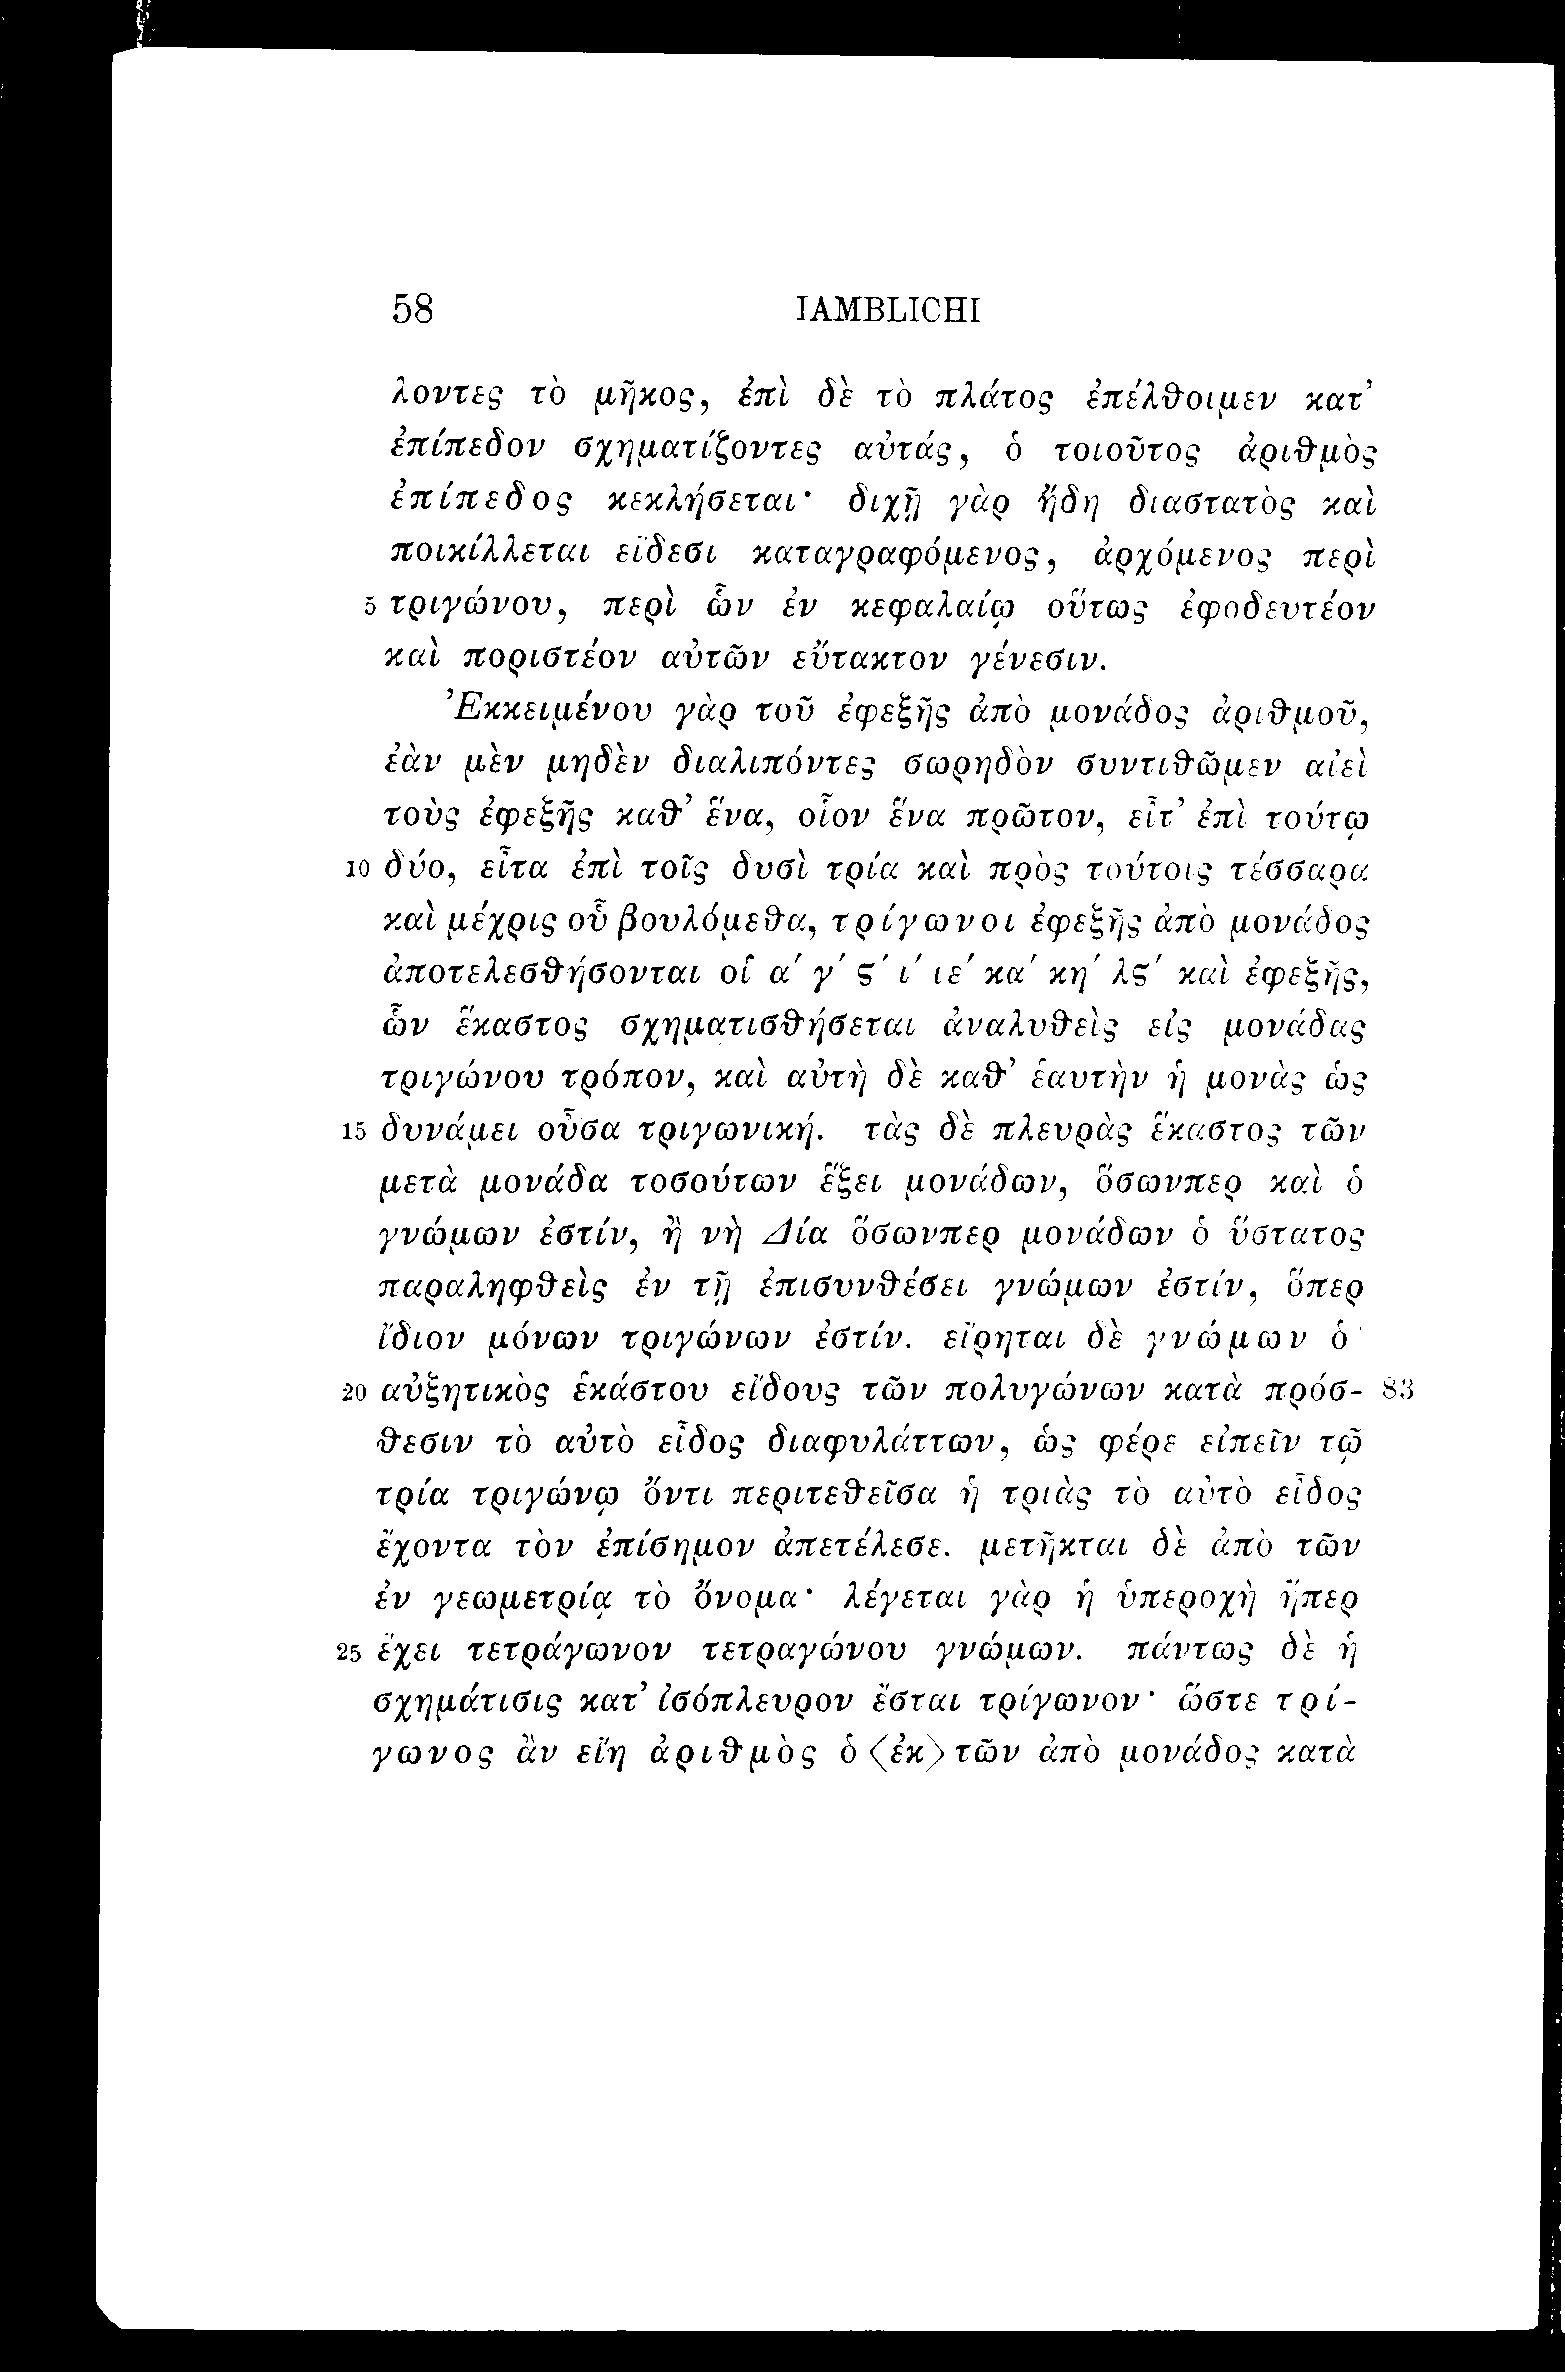 58 IAMBLICHI
λοντες τὸ μῆκος, ἐπὶ δὲ τὸ πλάτος ἐπέλθοιμεν κατ’
ἐπίπεδον σχηματίζοντες αὐτάς, ὁ τοιοῦτος ἀριθμὸς
ἐπίπεδος κεκλήσεται· διχῇ γὰρ ἤδη διαστατὸς καὶ
ποικίλλεται εἴδεσι καταγραφόμενος, ἀρχόμενος περὶ
5 τριγώνου, περὶ ὧν ἐν κεφαλαίῳ οὕτως ἐφοδευτέον
καὶ ποριστέον αὐτῶν εὔτακτον γένεσιν.
Ἐκκειμένου γὰρ τοῦ ἐφεξῆς ἀπὸ μονάδος ἀριθμοῦ,
ἐὰν μὲν μηδὲν διαλιπόντες σωρηδὸν συντιθῶμεν αἰεὶ
τοὺς ἐφεξῆς καθ’ ἕνα, οἷον ἕνα πρῶτον, εἶτ’ ἐπὶ τούτῳ
10 δύο, εἶτα ἐπὶ τοῖς δυσὶ τρία καὶ πρὸς τούτοις τέσσαρα
καὶ μέχρις οὗ βουλόμεθα, τρίγωνοι ἐφεξῆς ἀπὸ μονάδος
ἀποτελεσθήσονται οἱ α′ γ′ ϛ′ ι′ ιε′ κα′ κη′ λϛ′ καὶ ἐφεξῆς,
ὧν ἕκαστος σχηματισθήσεται ἀναλυθεὶς εἰς μονάδας
τριγώνου τρόπον, καὶ αὐτὴ δὲ καθ’ ἑαυτὴν ἡ μονὰς ὡς
15 δυνάμει οὖσα τριγωνική. τὰς δὲ πλευρὰς ἕκαστος τῶν
μετὰ μονάδα τοσούτων ἕξει μονάδων, ὅσωνπερ καὶ ὁ
γνώμων ἐστίν, ἢ νὴ Δία ὅσωνπερ μονάδων ὁ ὕστατος
παραληφθεὶς ἐν τῇ ἐπισυνθέσει γνώμων ἐστίν, ὅπερ
ἴδιον μόνων τριγώνων ἐστίν. εἴρηται δὲ γνώμων ὁ
20 αὐξητικὸς ἑκάστου εἴδους τῶν πολυγώνων κατὰ πρόσ- 83
θεσιν τὸ αὐτὸ εἶδος διαφυλάττων, ὡς φέρε εἰπεῖν τῷ
τρία τριγώνῳ ὄντι περιτεθεῖσα ἡ τριὰς τὸ αὐτὸ εἶδος
ἔχοντα τὸν ἐπίσημον ἀπετέλεσε. μετῆκται δὲ ἀπὸ τῶν
ἐν γεωμετρίᾳ τὸ ὄνομα· λέγεται γὰρ ἡ ὑπεροχὴ ᾗπερ
25 ἔχει τετράγωνον τετραγώνου γνώμων. πάντως δὲ ἡ
σχημάτισις κατ’ ἰσόπλευρον ἔσται τρίγωνον· ὥστε τρί-
γωνος ἂν εἴη ἀριθμὸς ὁ ⟨ἐκ⟩ τῶν ἀπὸ μονάδος κατὰ